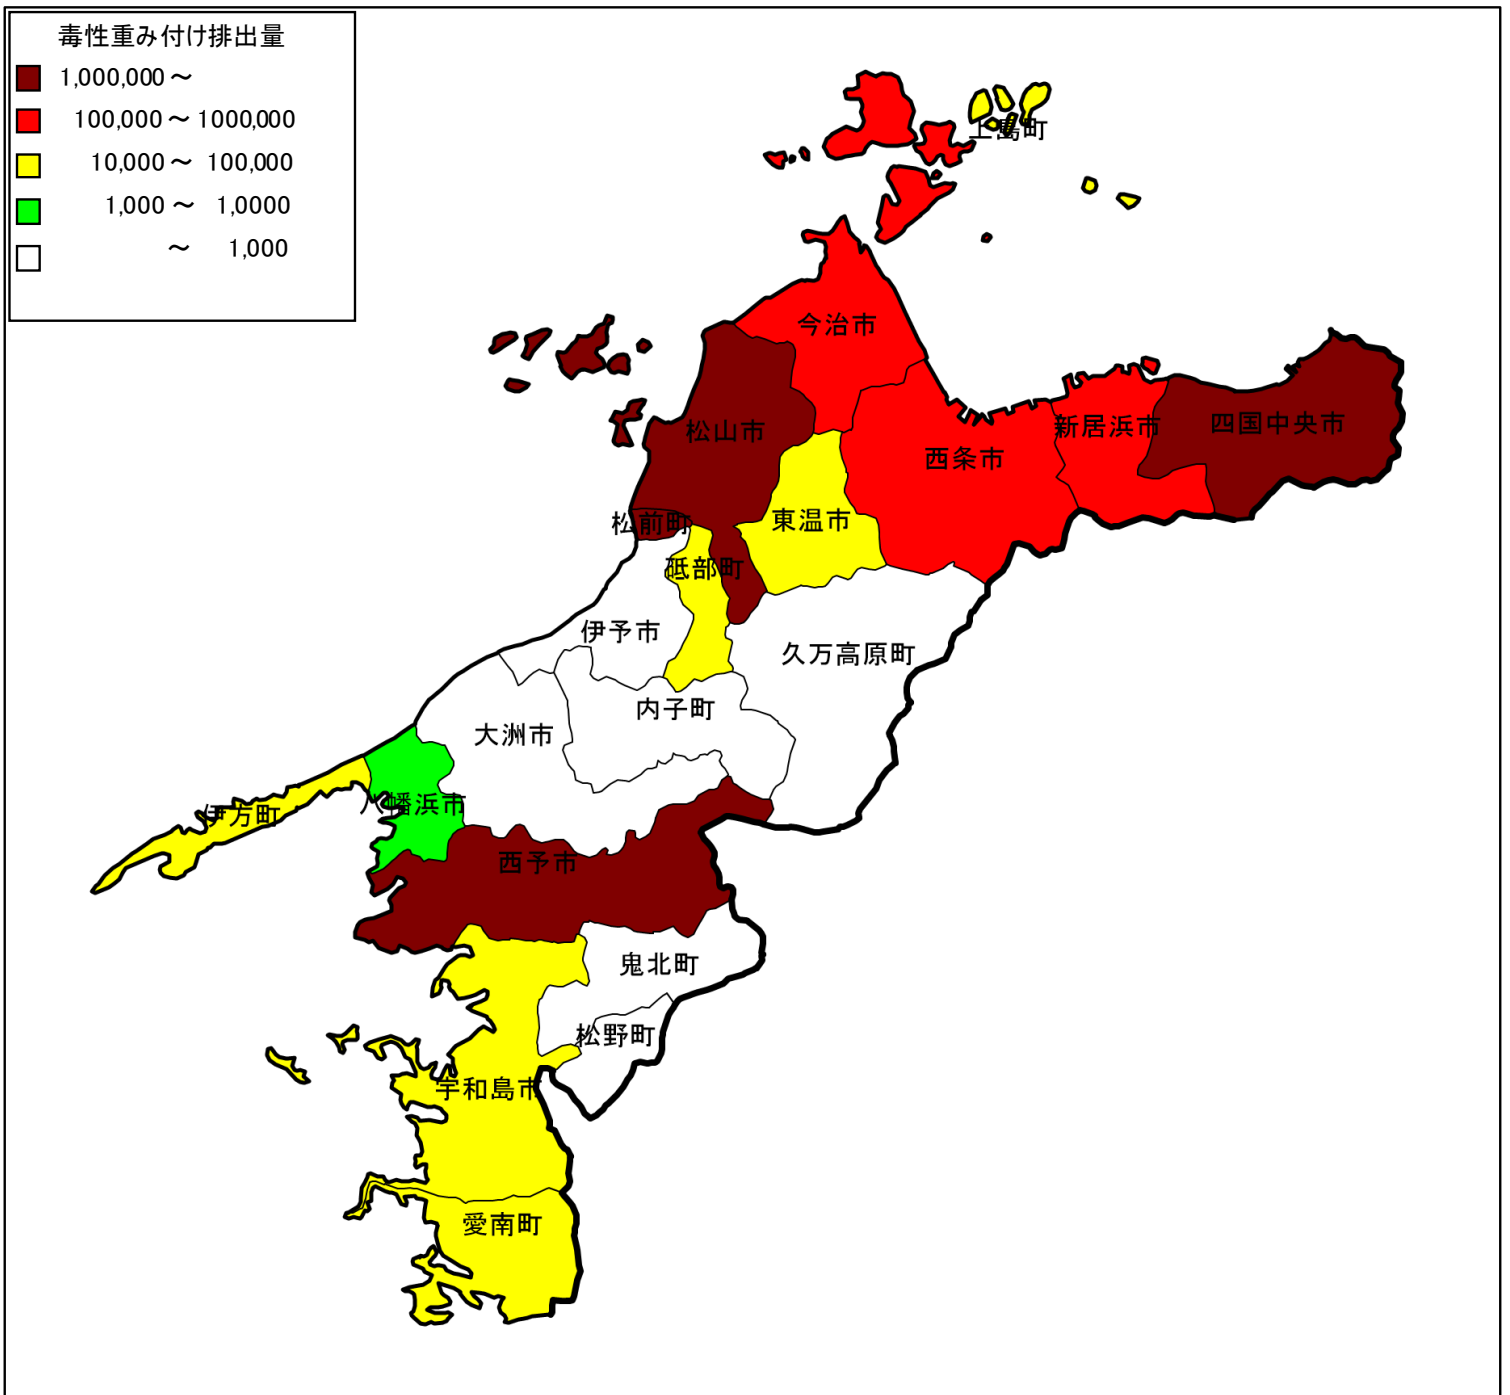 毒性重み付け排出量
1,000,000～
100,000～1000,000
10,000～ 100,000
1,000～ 1,0000
～ 1,000
上島町
今治市
松山市
西条市
新居浜市
四国中央市
松前町
東温市
砥部町
伊予市
久万高原町
内子町
大洲市
伊方町
八幡浜市
西予市
鬼北町
松野町
宇和島市
愛南町